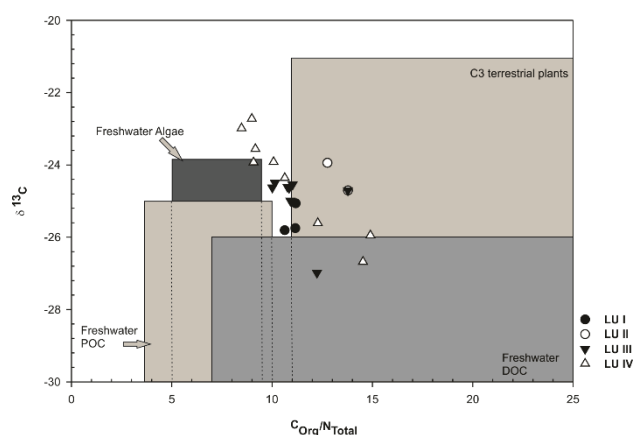 -20
-22
-24
-26
-28
-30
δ 13C
0
5
10
15
20
25
COrg/NTotal
C3 terrestrial plants
Freshwater Algae
Freshwater
POC
Freshwater
DOC
LU I
LU II
LU III
LU IV